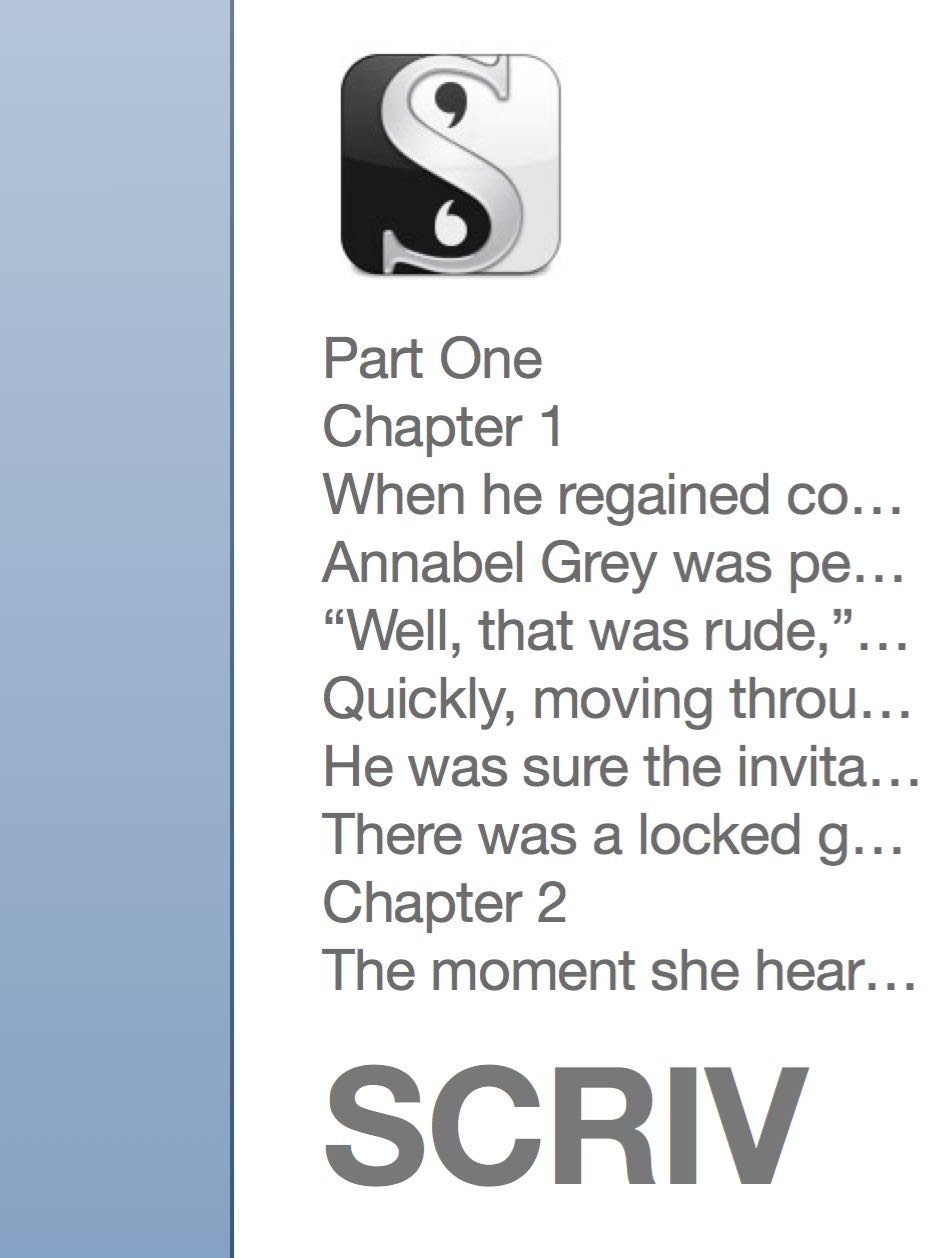 S
Part One
Chapter 1
When he regained co…
Annabel Grey was pe…
“Well, that was rude,”…
Quickly, moving throu…
He was sure the invita…
There was a locked g…
Chapter 2
The moment she hear…
SCRIV